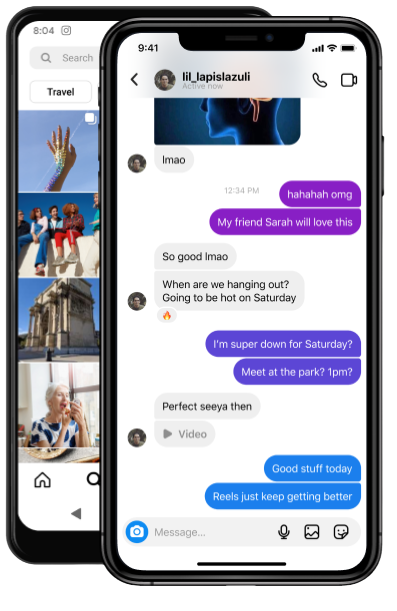 8:04
Search
Travel
9:41
lil_lapislazuli
Active now
lmao
12:34 PM
hahahah omg
My friend Sarah will love this
So good lmao
When are we hanging out?
Going to be hot on Saturday
I'm super down for Saturday?
Meet at the park? 1pm?
Perfect seeya then
Video
Good stuff today
Reels just keep getting better
Message...